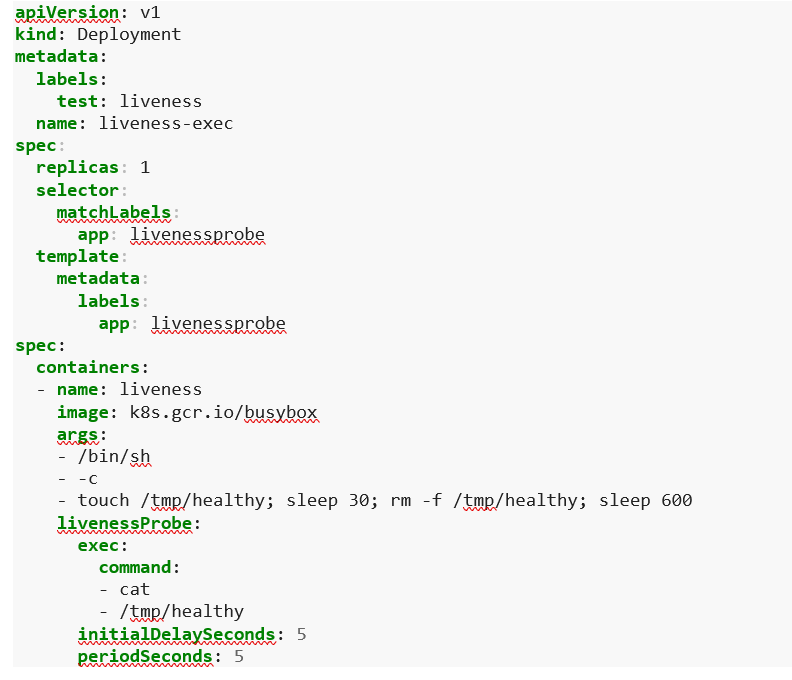 apiVersion: v1
kind: Deployment
metadata:
  labels:
    test: liveness
  name: liveness-exec
spec:
  replicas: 1
  selector:
    matchLabels:
      app: livenessprobe
  template:
    metadata:
      labels:
        app: livenessprobe
spec:
  containers:
  - name: liveness
    image: k8s.gcr.io/busybox
    args:
    - /bin/sh
    - -c
    - touch /tmp/healthy; sleep 30; rm -f /tmp/healthy; sleep 600
    livenessProbe:
      exec:
        command:
        - cat
        - /tmp/healthy
      initialDelaySeconds: 5
      periodSeconds: 5